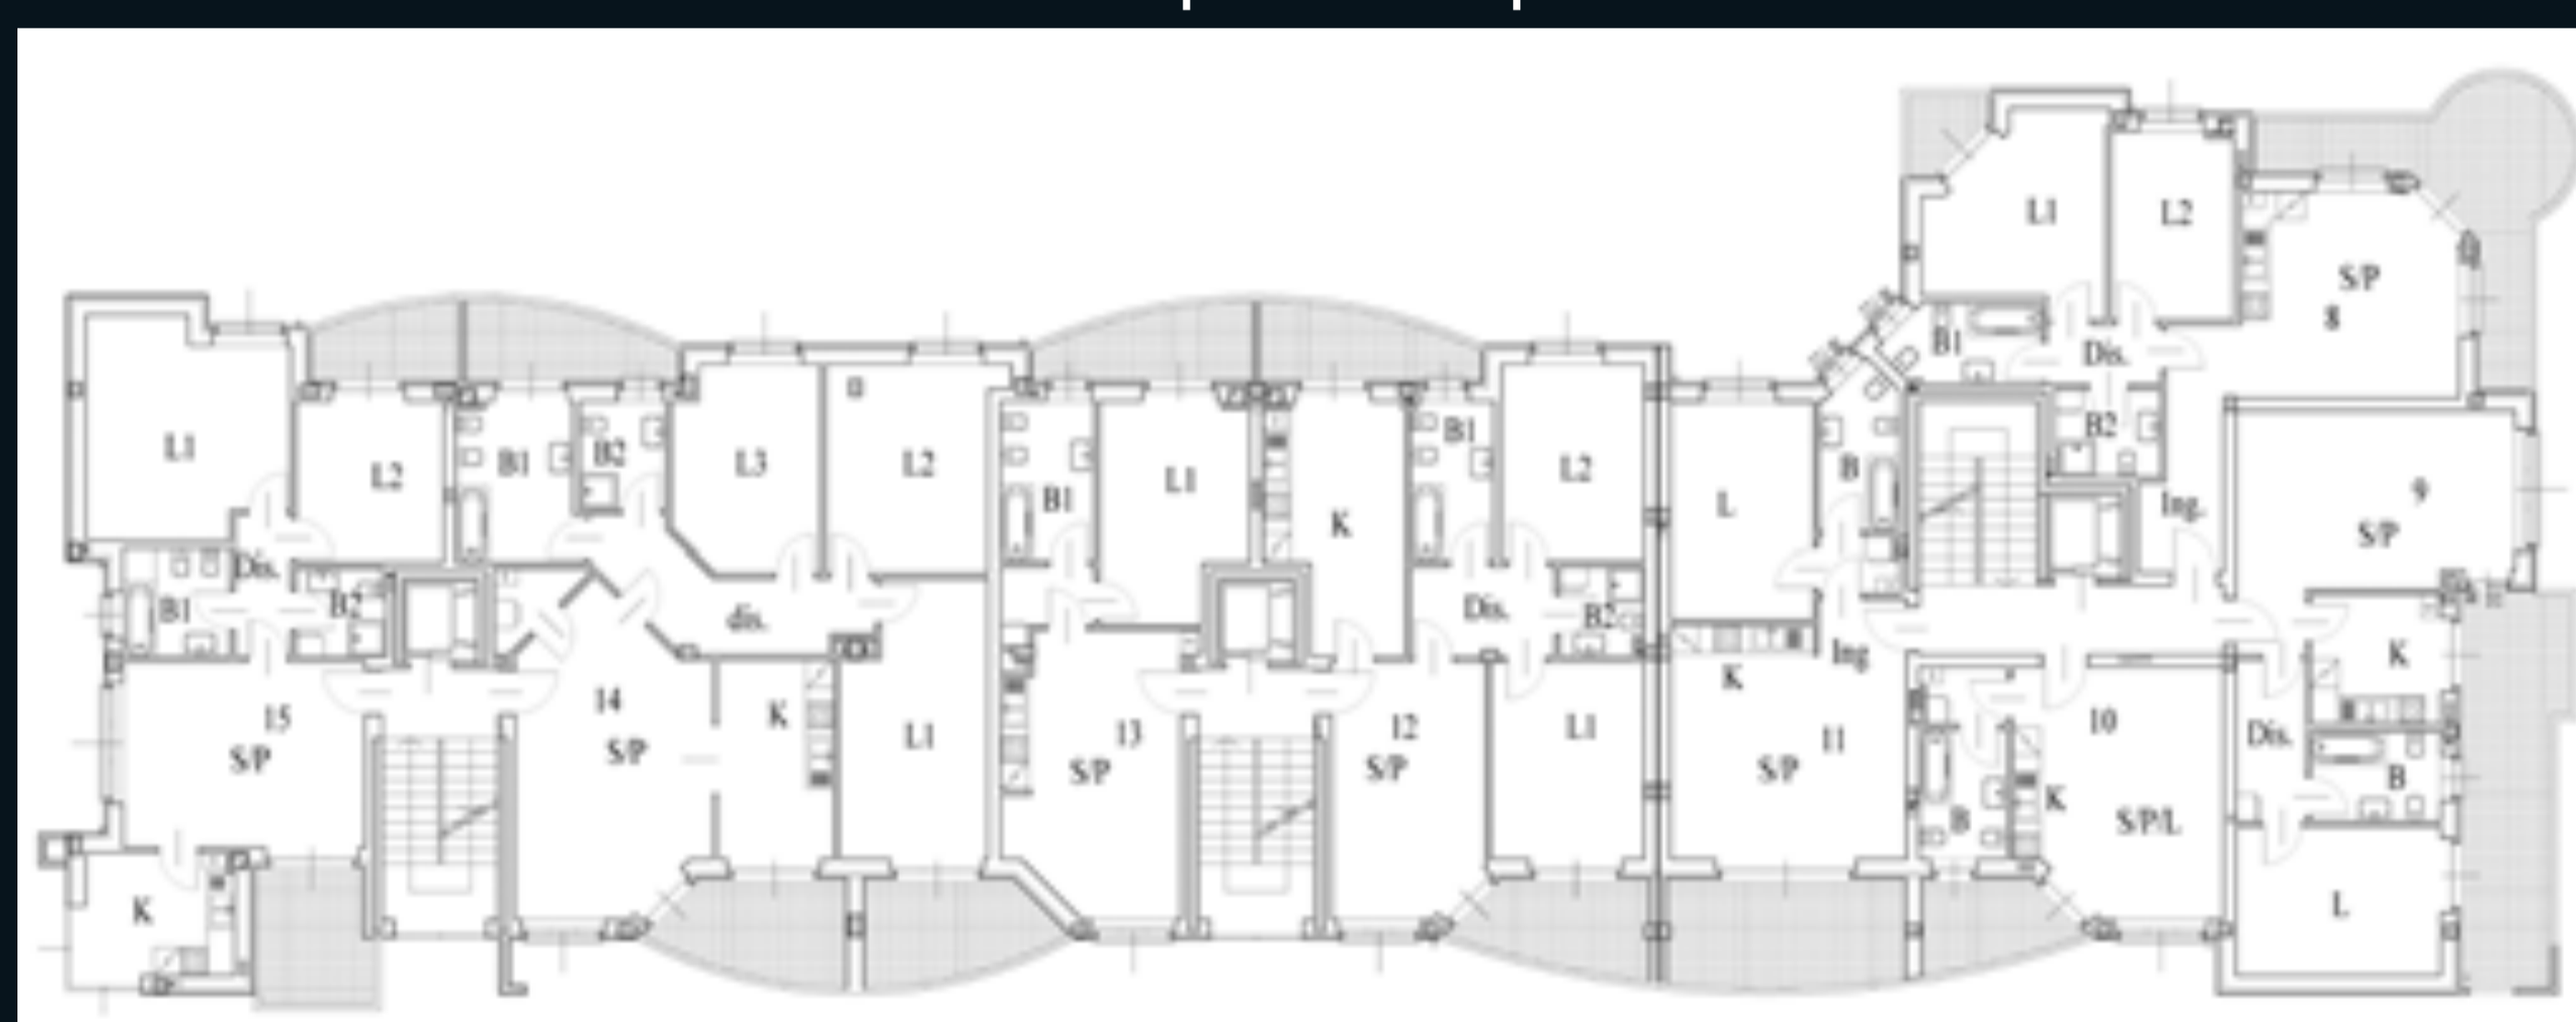 L1
L2
S/P
8
B1
Dis.
B2
Ing.
9
S/P
L1
L2
B1
B2
L3
L2
B1
L1
K
B1
L2
L
B
Dis.
B1
B2
dis.
Dis.
B2
Ing
K
K
15
S/P
14
S/P
K
L1
13
S/P
12
S/P
L1
11
S/P
10
K
S/P/L
B
Dis.
B
K
L